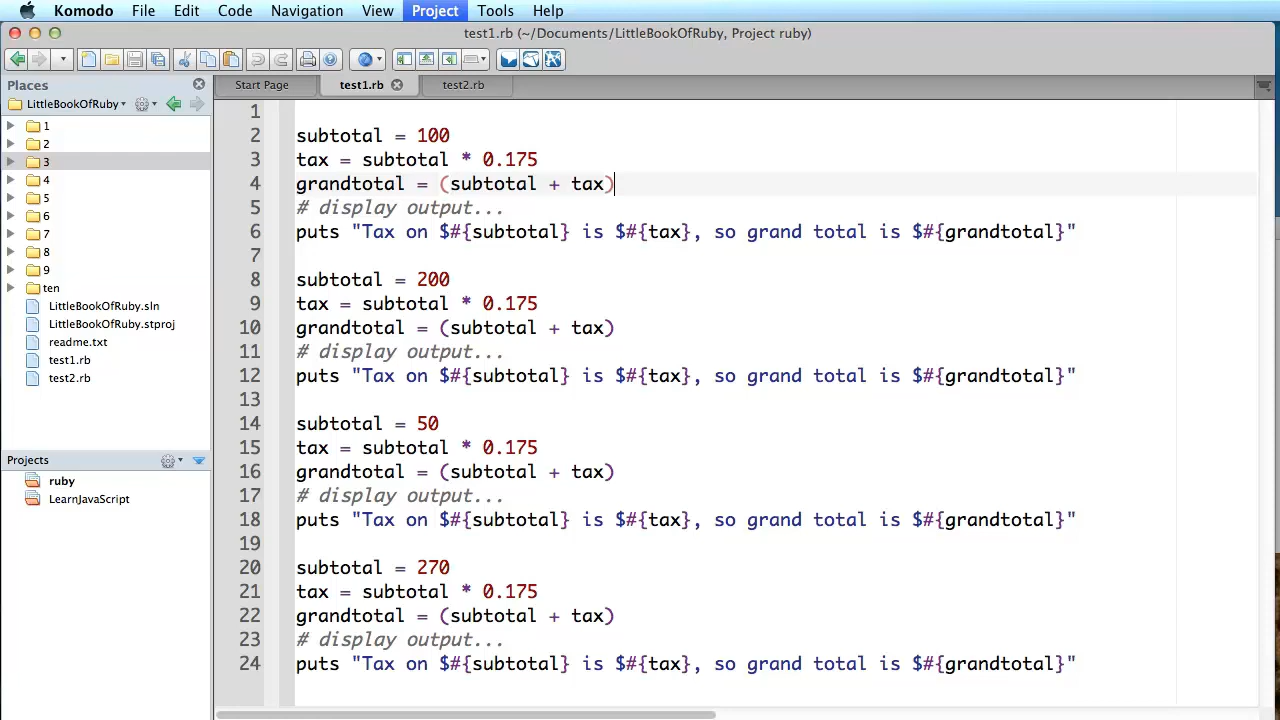 Komodo File Edit Code Navigation View Project Tools Help
test1.rb (~/Documents/LittleBookOfRuby, Project ruby)
Places
LittleBookOfRuby
1
2
3
4
5
6
7
8
9
ten
LittleBookOfRuby.sln
LittleBookOfRuby.stproj
readme.txt
test1.rb
test2.rb
Projects
ruby
LearnJavaScript
Start Page test1.rb test2.rb
1
2 subtotal = 100
3 tax = subtotal * 0.175
4 grandtotal = (subtotal + tax)
5 # display output...
6 puts "Tax on $#{subtotal} is $#{tax}, so grand total is $#{grandtotal}"
7
8 subtotal = 200
9 tax = subtotal * 0.175
10 grandtotal = (subtotal + tax)
11 # display output...
12 puts "Tax on $#{subtotal} is $#{tax}, so grand total is $#{grandtotal}"
13
14 subtotal = 50
15 tax = subtotal * 0.175
16 grandtotal = (subtotal + tax)
17 # display output...
18 puts "Tax on $#{subtotal} is $#{tax}, so grand total is $#{grandtotal}"
19
20 subtotal = 270
21 tax = subtotal * 0.175
22 grandtotal = (subtotal + tax)
23 # display output...
24 puts "Tax on $#{subtotal} is $#{tax}, so grand total is $#{grandtotal}"